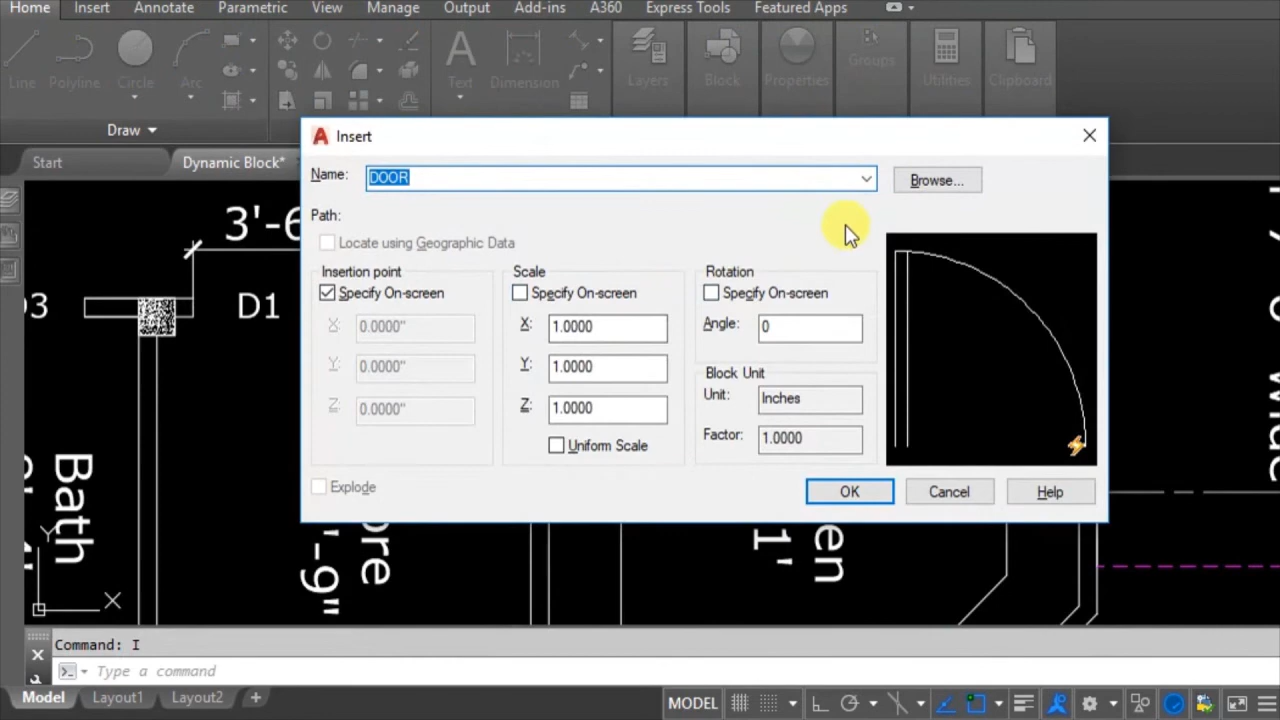 Home Insert Annotate Parametric View Manage Output Add-ins A360 Express Tools Featured Apps
Line Polyline Circle Arc Text Dimension Layers Block Properties Groups Utilities Clipboard
Draw
Start Dynamic Block*
Insert
Name: DOOR Browse...
Path:
Locate using Geographic Data
Insertion point Scale Rotation
Specify On-screen Specify On-screen Specify On-screen
X: 0.0000" X: 1.0000 Angle: 0
Y: 0.0000" Y: 1.0000
Block Unit
Unit: Inches
Z: 0.0000" Z: 1.0000
Factor: 1.0000
Uniform Scale
Explode
OK Cancel Help
3'-6
D1
Bath
ore
'-9"
en
1'
Y
X
Command: I
Type a command
Model Layout1 Layout2 +
MODEL